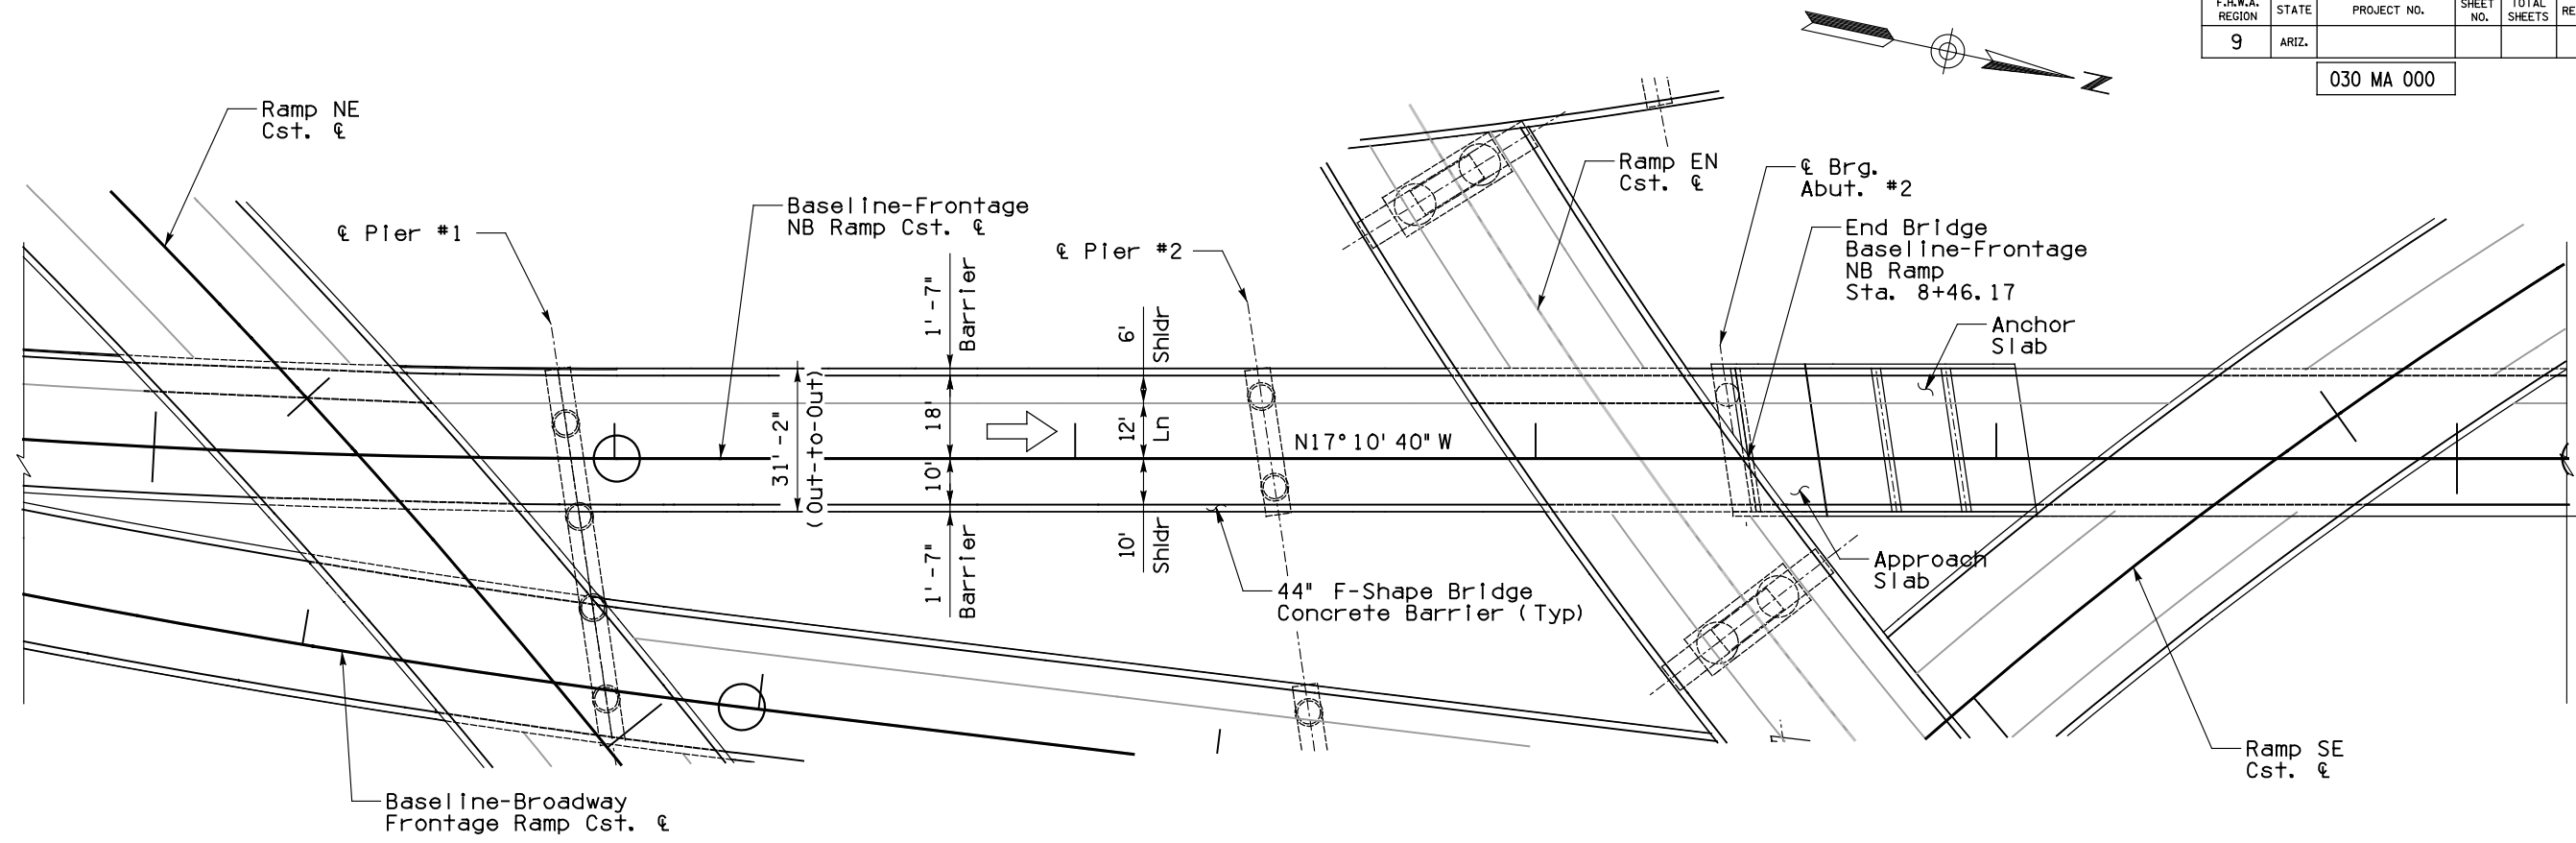 F.H.W.A. REGION
STATE
PROJECT NO.
SHEET NO.
TOTAL SHEETS
9
ARIZ.
030 MA 000
N
Ramp NE
Cst. ℄
℄ Pier #1
Baseline-Frontage
NB Ramp Cst. ℄
℄ Pier #2
Ramp EN
Cst. ℄
℄ Brg.
Abut. #2
End Bridge
Baseline-Frontage
NB Ramp
Sta. 8+46.17
Anchor
Slab
31'-2"
(Out-to-Out)
1'-7"
Barrier
18'
10'
1'-7"
Barrier
6'
Shldr
12'
Ln
10'
Shldr
N17°10'40"W
44" F-Shape Bridge
Concrete Barrier (Typ)
Approach
Slab
Ramp SE
Cst. ℄
Baseline-Broadway
Frontage Ramp Cst. ℄